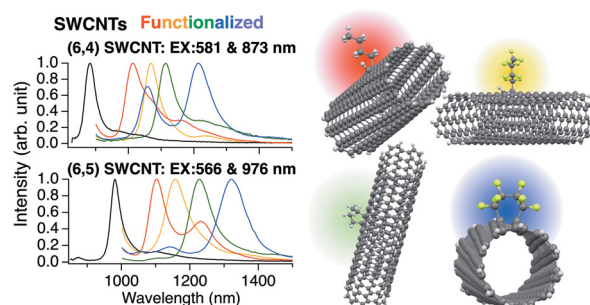 SWCNTs Functionalized
(6,4) SWCNT: EX:581 & 873 nm
1.0
0.8
0.6
0.4
0.2
0.0
(6,5) SWCNT: EX:566 & 976 nm
1.0
0.8
0.6
0.4
0.2
0.0
Intensity (arb. unit)
1000 1200 1400
Wavelength (nm)